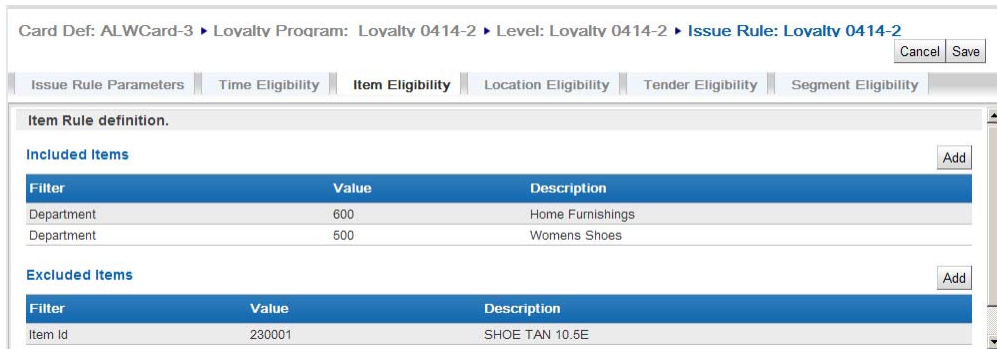 Card Def: ALWCard-3 ▸ Loyalty Program: Loyalty 0414-2 ▸ Level: Loyalty 0414-2 ▸ Issue Rule: Loyalty 0414-2
Cancel Save
Issue Rule Parameters Time Eligibility Item Eligibility Location Eligibility Tender Eligibility Segment Eligibility
Item Rule definition.
Included Items Add
Filter Value Description
Department 600 Home Furnishings
Department 500 Womens Shoes
Excluded Items Add
Filter Value Description
Item Id 230001 SHOE TAN 10.5E